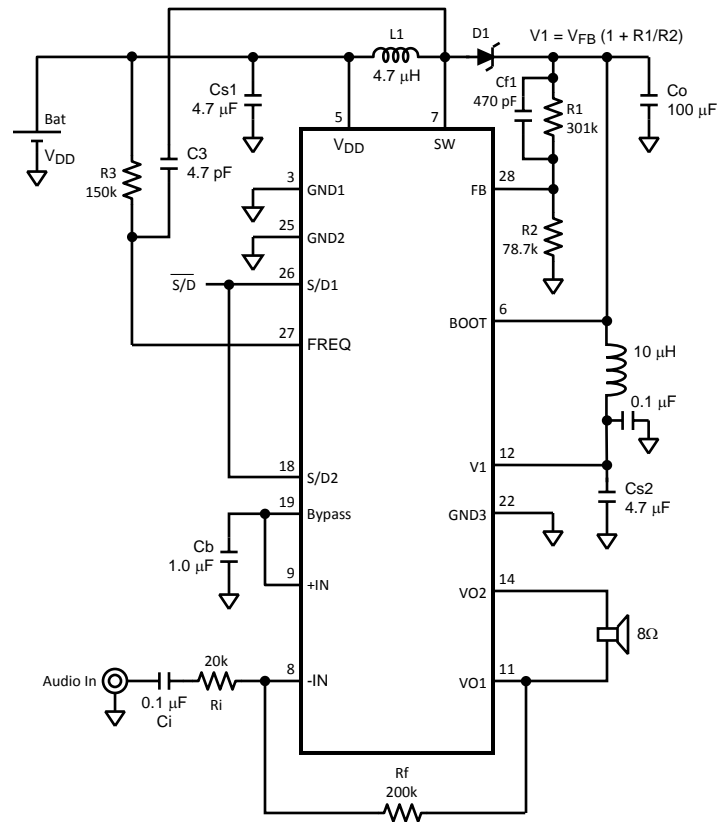 L1
4.7 μH
D1
V1 = VFB (1 + R1/R2)
Cs1
4.7 μF
Cf1
470 pF
R1
301k
Co
100 μF
Bat
VDD
R3
150k
C3
4.7 pF
5
VDD
7
SW
3
GND1
28
FB
25
GND2
R2
78.7k
S/D
26
S/D1
6
BOOT
27
FREQ
10 μH
0.1 μF
18
S/D2
12
V1
19
Bypass
22
GND3
Cs2
4.7 μF
Cb
1.0 μF
9
+IN
14
VO2
8Ω
Audio In
0.1 μF
Ci
20k
Ri
8
-IN
11
VO1
Rf
200k